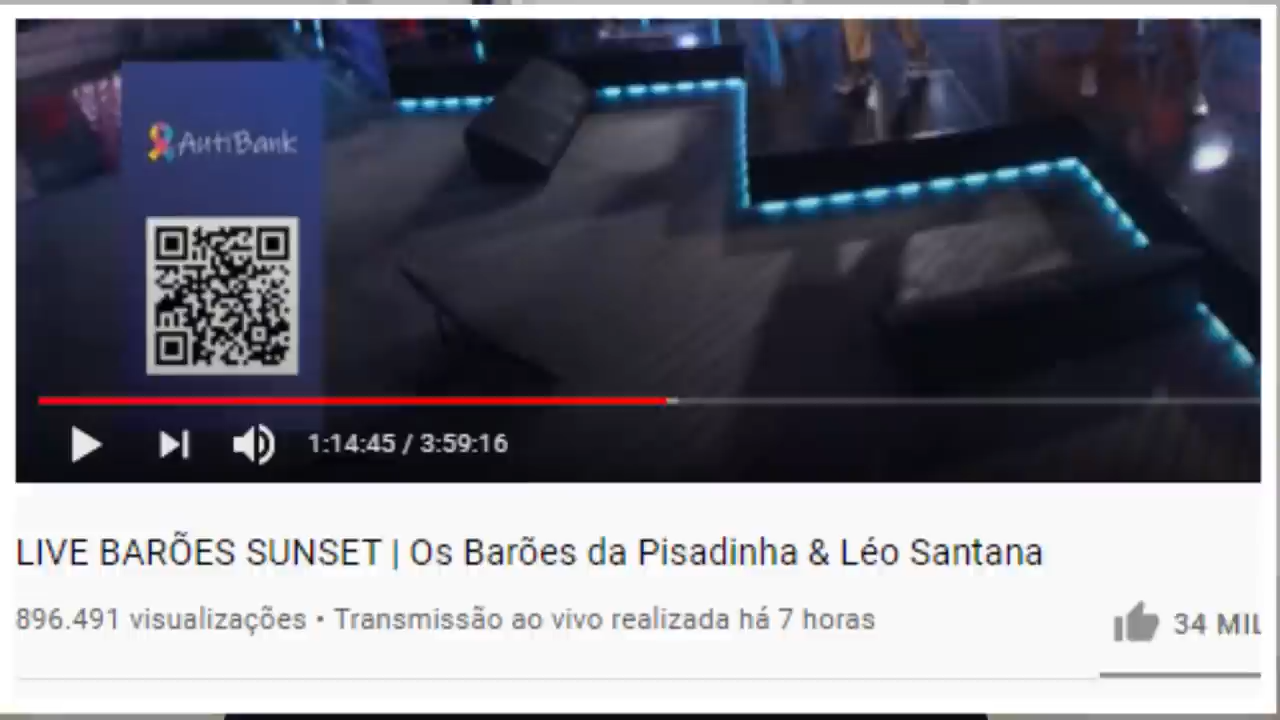 AutiBank
1:14:45 / 3:59:16
LIVE BARÕES SUNSET | Os Barões da Pisadinha & Léo Santana
896.491 visualizações • Transmissão ao vivo realizada há 7 horas
34 MIL